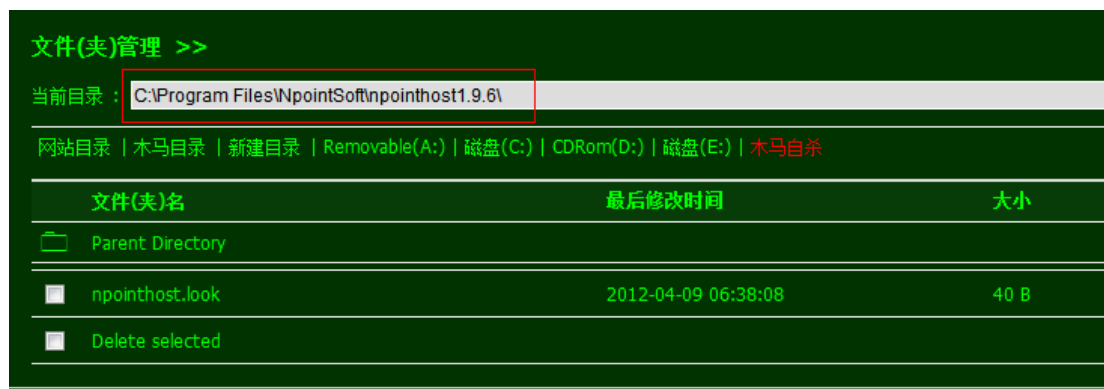 文件(夹)管理 >>
当前目录 : C:\Program Files\NpointSoft\npointhost1.9.6\
网站目录 | 木马目录 | 新建目录 | Removable(A:) | 磁盘(C:) | CDRom(D:) | 磁盘(E:) | 木马自杀
文件(夹)名 最后修改时间 大小
Parent Directory
npointhost.look 2012-04-09 06:38:08 40 B
Delete selected